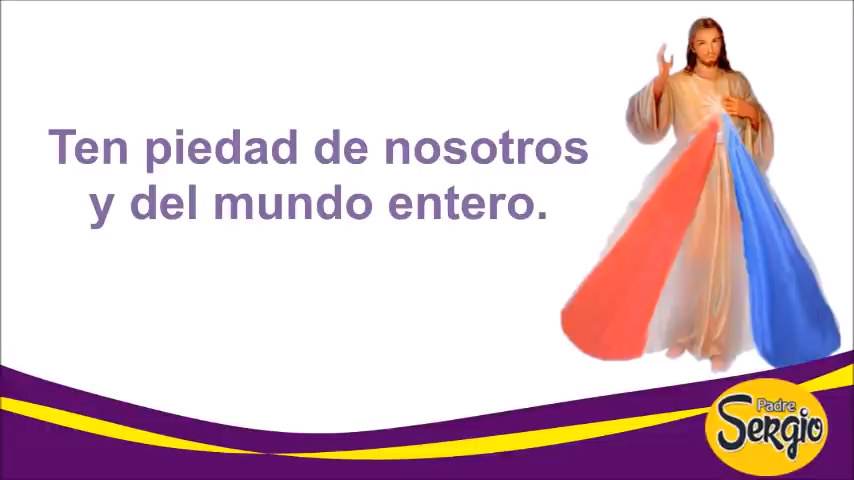 Ten piedad de nosotros
y del mundo entero.
Padre
Sergio